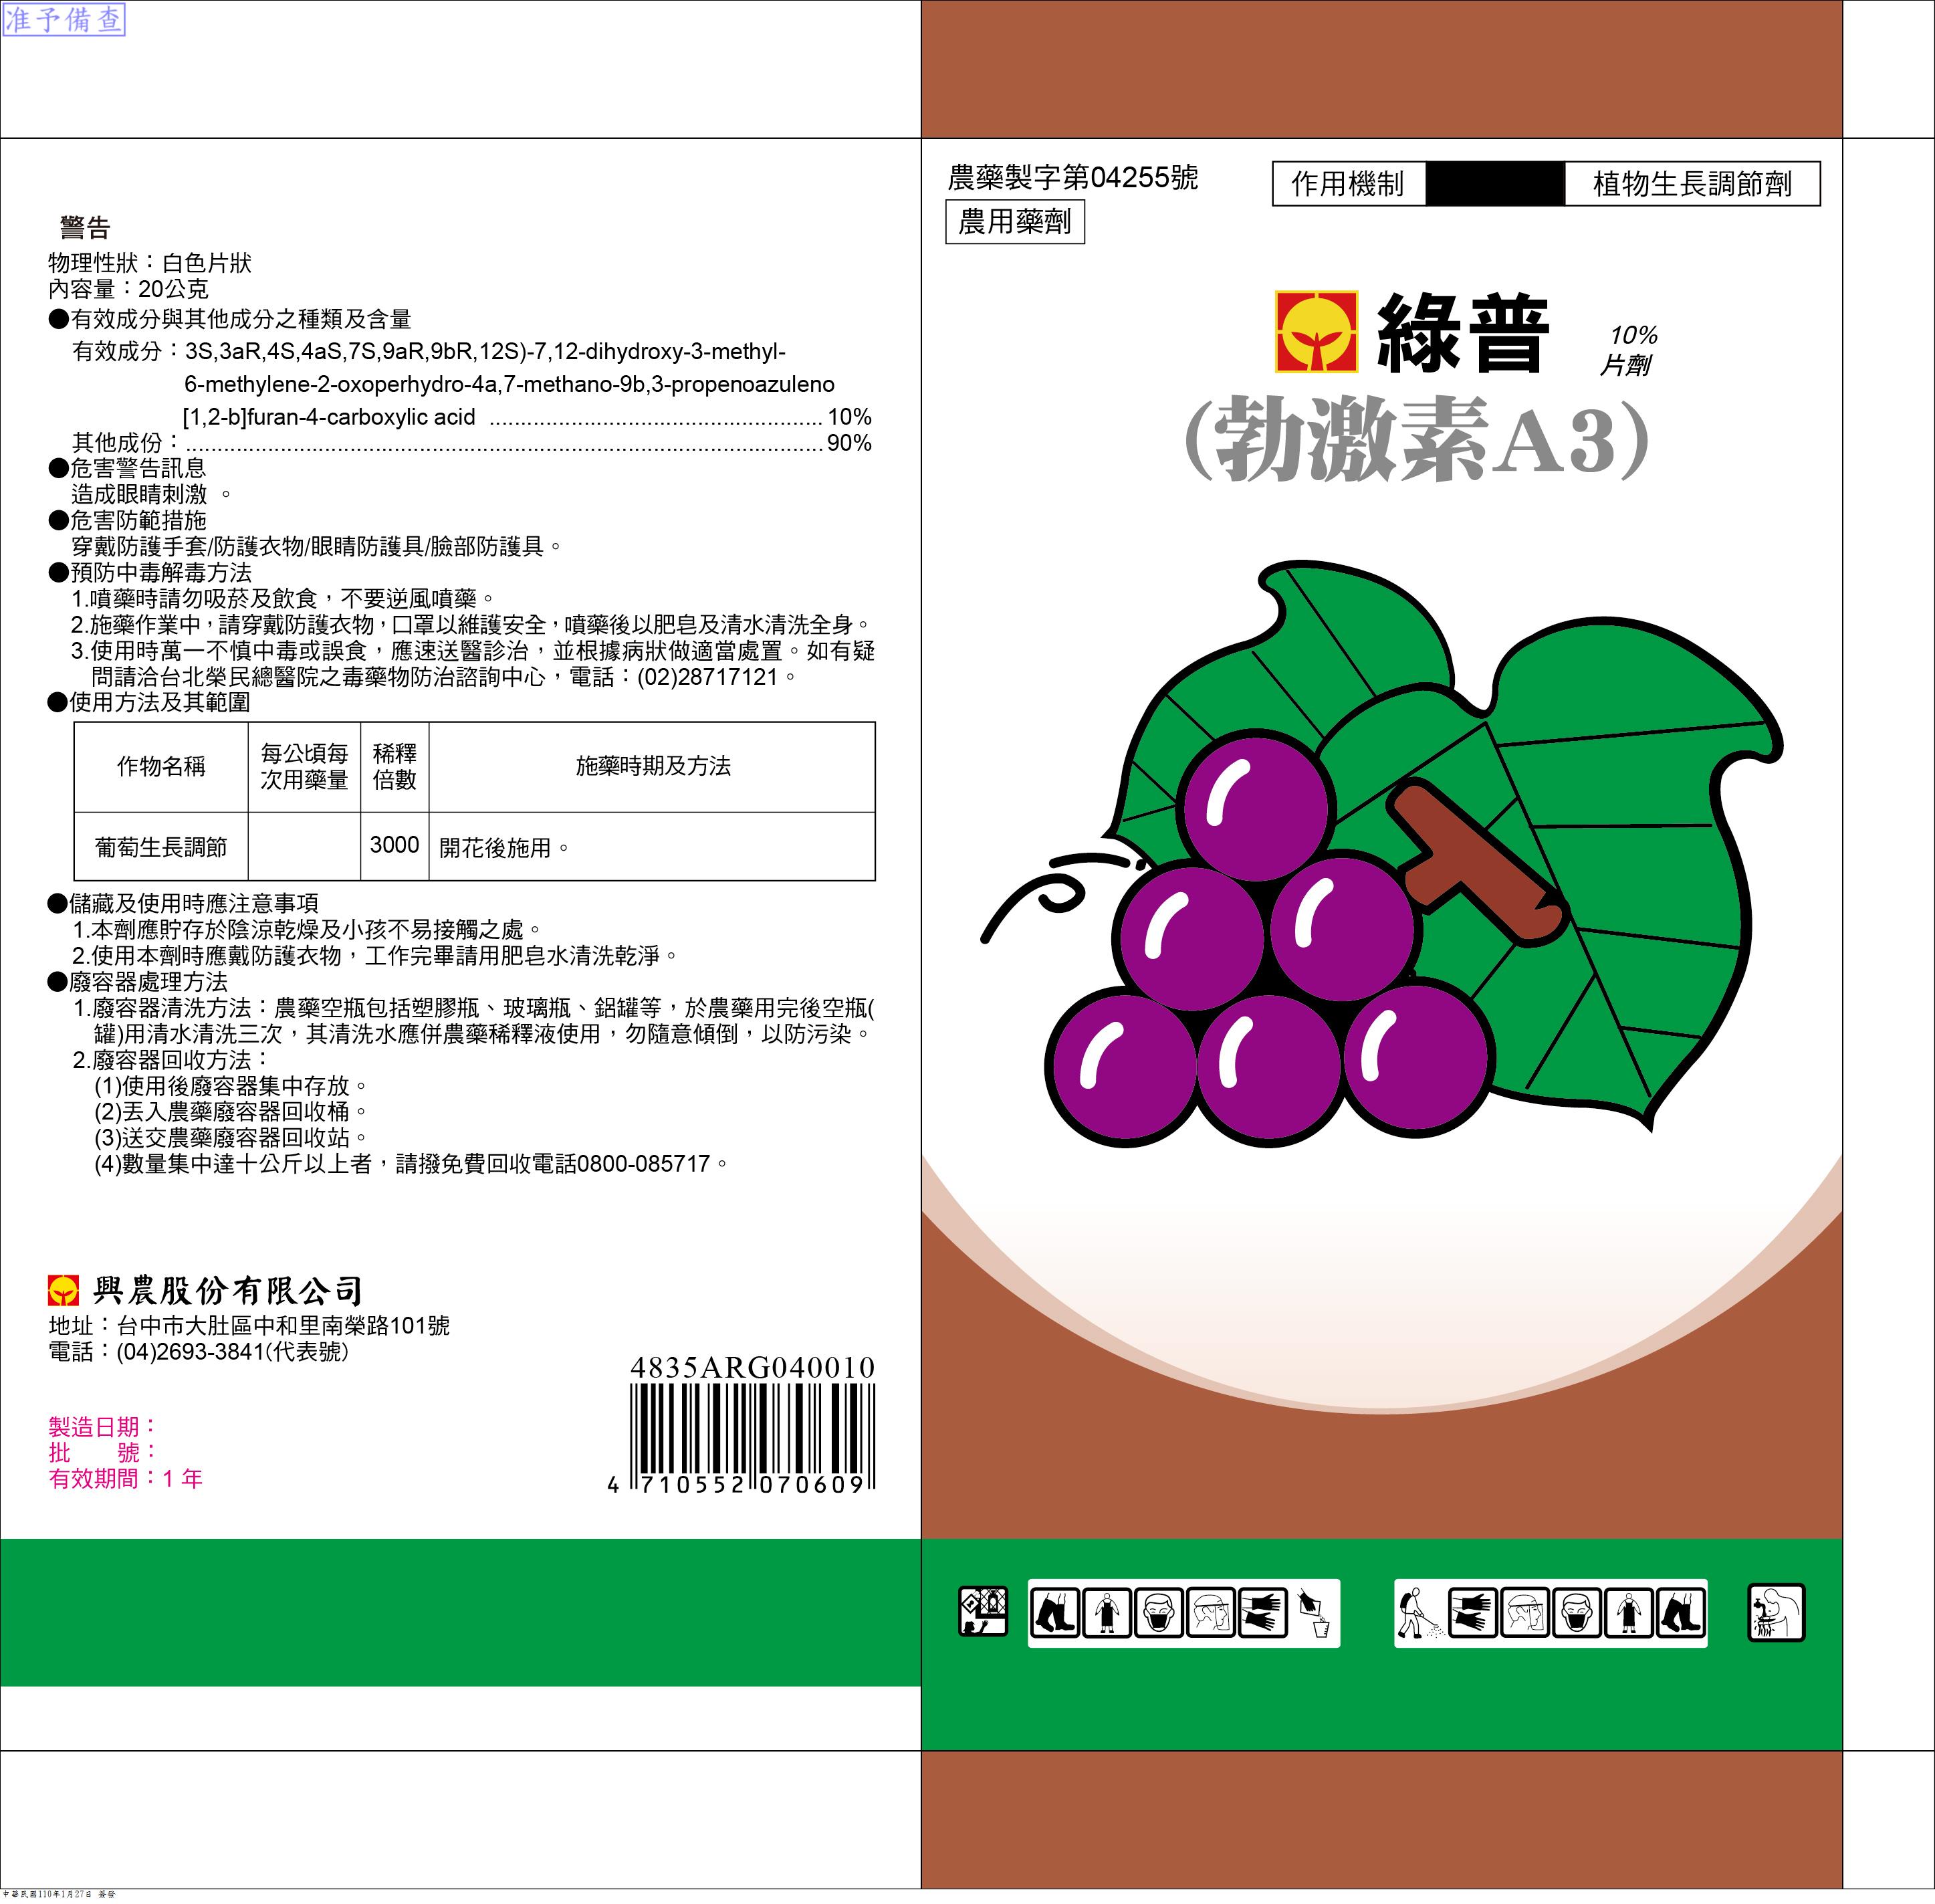 准予備查
警告
物理性狀：白色片狀
內容量：20公克
●有效成分與其他成分之種類及含量
有效成分：3S,3aR,4S,4aS,7S,9aR,9bR,12S)-7,12-dihydroxy-3-methyl-
6-methylene-2-oxoperhydro-4a,7-methano-9b,3-propenoazuleno
[1,2-b]furan-4-carboxylic acid ..................................................... 10%
其他成份：..................................................................................................... 90%
●危害警告訊息
造成眼睛刺激 。
●危害防範措施
穿戴防護手套/防護衣物/眼睛防護具/臉部防護具。
●預防中毒解毒方法
1.噴藥時請勿吸菸及飲食，不要逆風噴藥。
2.施藥作業中，請穿戴防護衣物，口罩以維護安全，噴藥後以肥皂及清水清洗全身。
3.使用時萬一不慎中毒或誤食，應速送醫診治，並根據病狀做適當處置。如有疑
問請洽台北榮民總醫院之毒藥物防治諮詢中心，電話：(02)28717121。
●使用方法及其範圍
作物名稱 每公頃每次用藥量 稀釋倍數 施藥時期及方法
葡萄生長調節 3000 開花後施用。
●儲藏及使用時應注意事項
1.本劑應貯存於陰涼乾燥及小孩不易接觸之處。
2.使用本劑時應戴防護衣物，工作完畢請用肥皂水清洗乾淨。
●廢容器處理方法
1.廢容器清洗方法：農藥空瓶包括塑膠瓶、玻璃瓶、鋁罐等，於農藥用完後空瓶(
罐)用清水清洗三次，其清洗水應併農藥稀釋液使用，勿隨意傾倒，以防污染。
2.廢容器回收方法：
(1)使用後廢容器集中存放。
(2)丟入農藥廢容器回收桶。
(3)送交農藥廢容器回收站。
(4)數量集中達十公斤以上者，請撥免費回收電話0800-085717。
興農股份有限公司
地址：台中市大肚區中和里南榮路101號
電話：(04)2693-3841(代表號)
4835ARG040010
4 710552 070609
製造日期：
批　　號：
有效期間：1 年
農藥製字第04255號
農用藥劑
作用機制 植物生長調節劑
綠普
10%
片劑
(勃激素A3)
中華民國110年1月27日 簽發